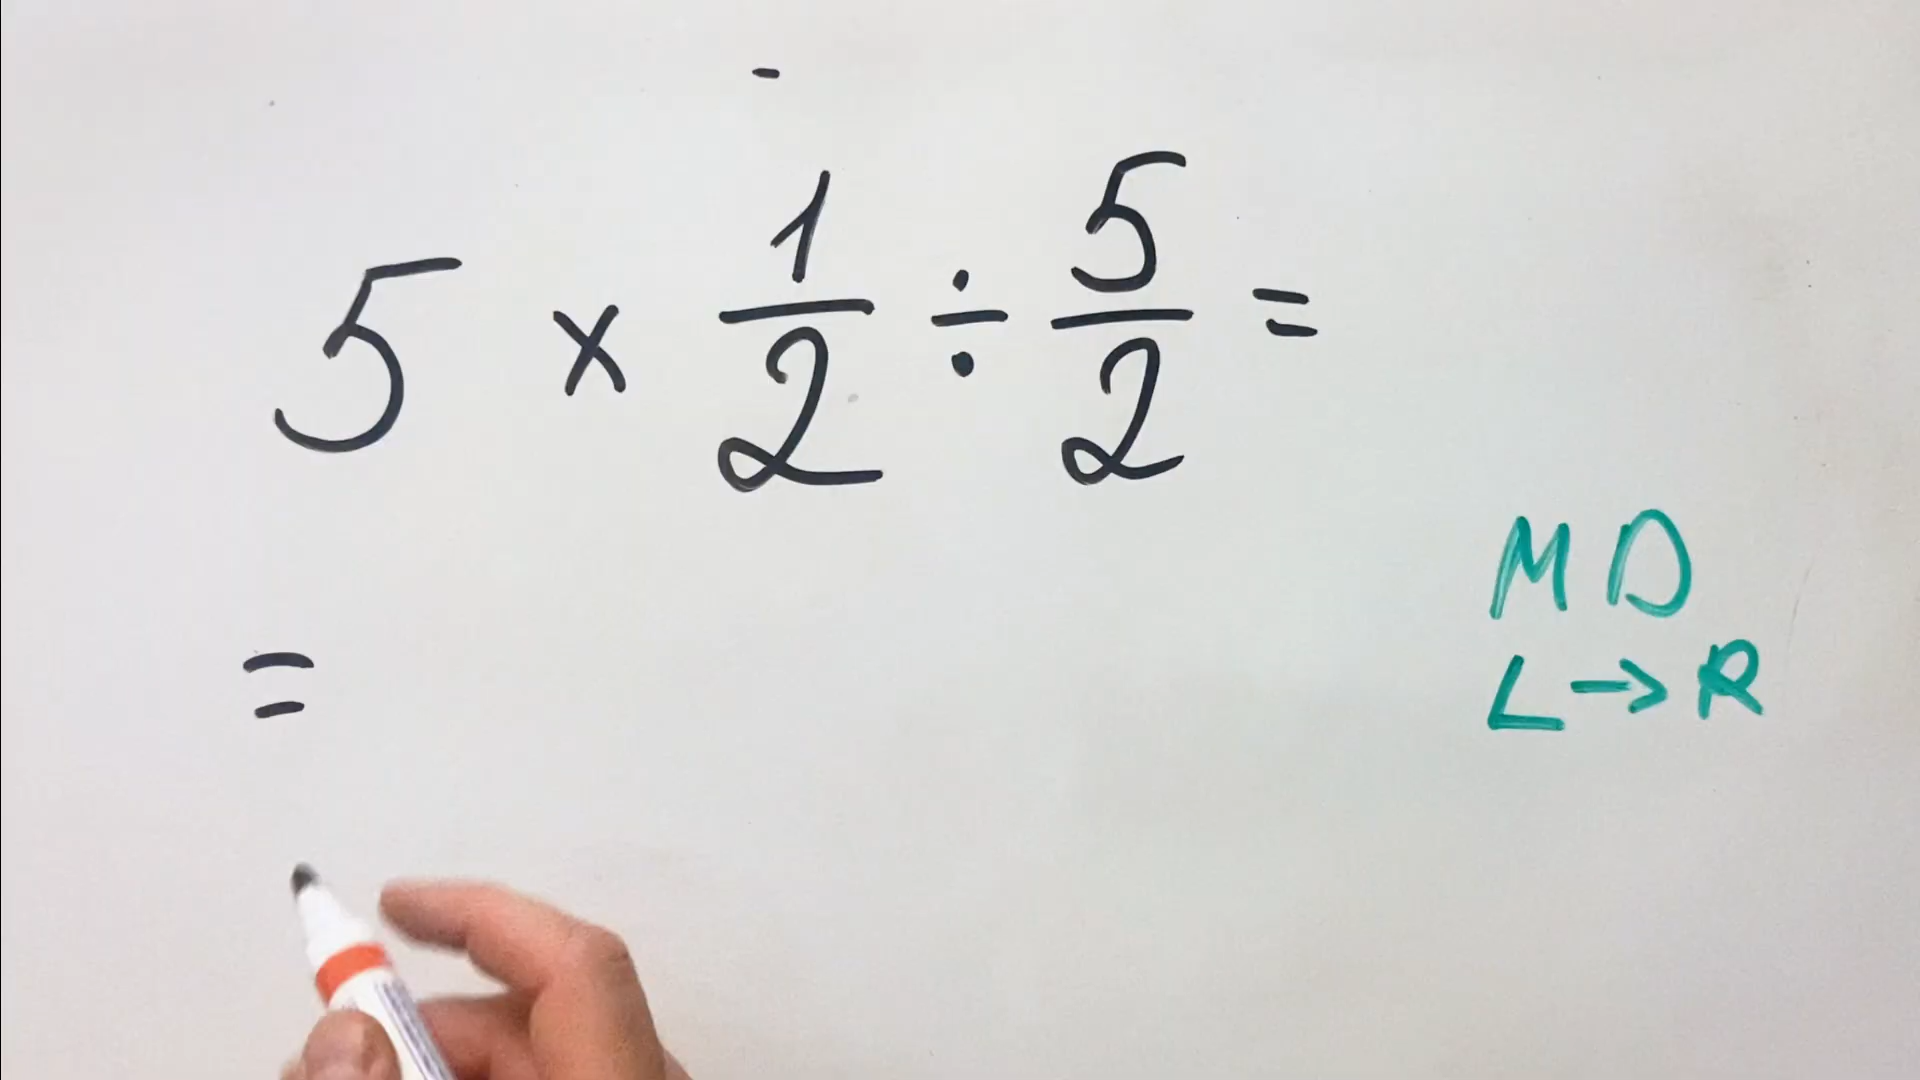 5 × 1/2 ÷ 5/2 =
=
M D
L → R